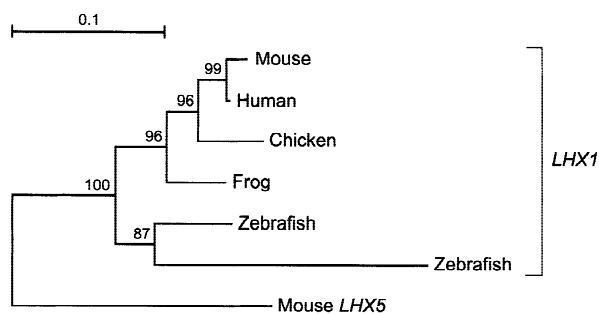 0.1
99
Mouse
Human
96
Chicken
96
Frog
LHX1
100
Zebrafish
87
Zebrafish
Mouse LHX5